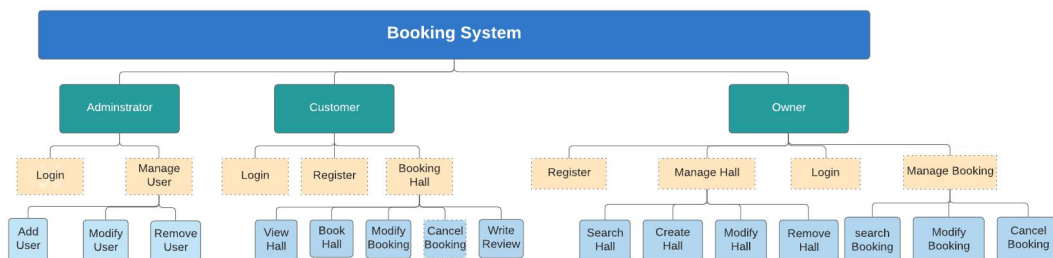 Booking System
Adminstrator
Customer
Owner
Login
Manage
User
Login
Register
Booking
Hall
Register
Manage Hall
Login
Manage Booking
Add
User
Modify
User
Remove
User
View
Hall
Book
Hall
Modify
Booking
Cancel
Booking
Write
Review
Search
Hall
Create
Hall
Modify
Hall
Remove
Hall
search
Booking
Modify
Booking
Cancel
Booking